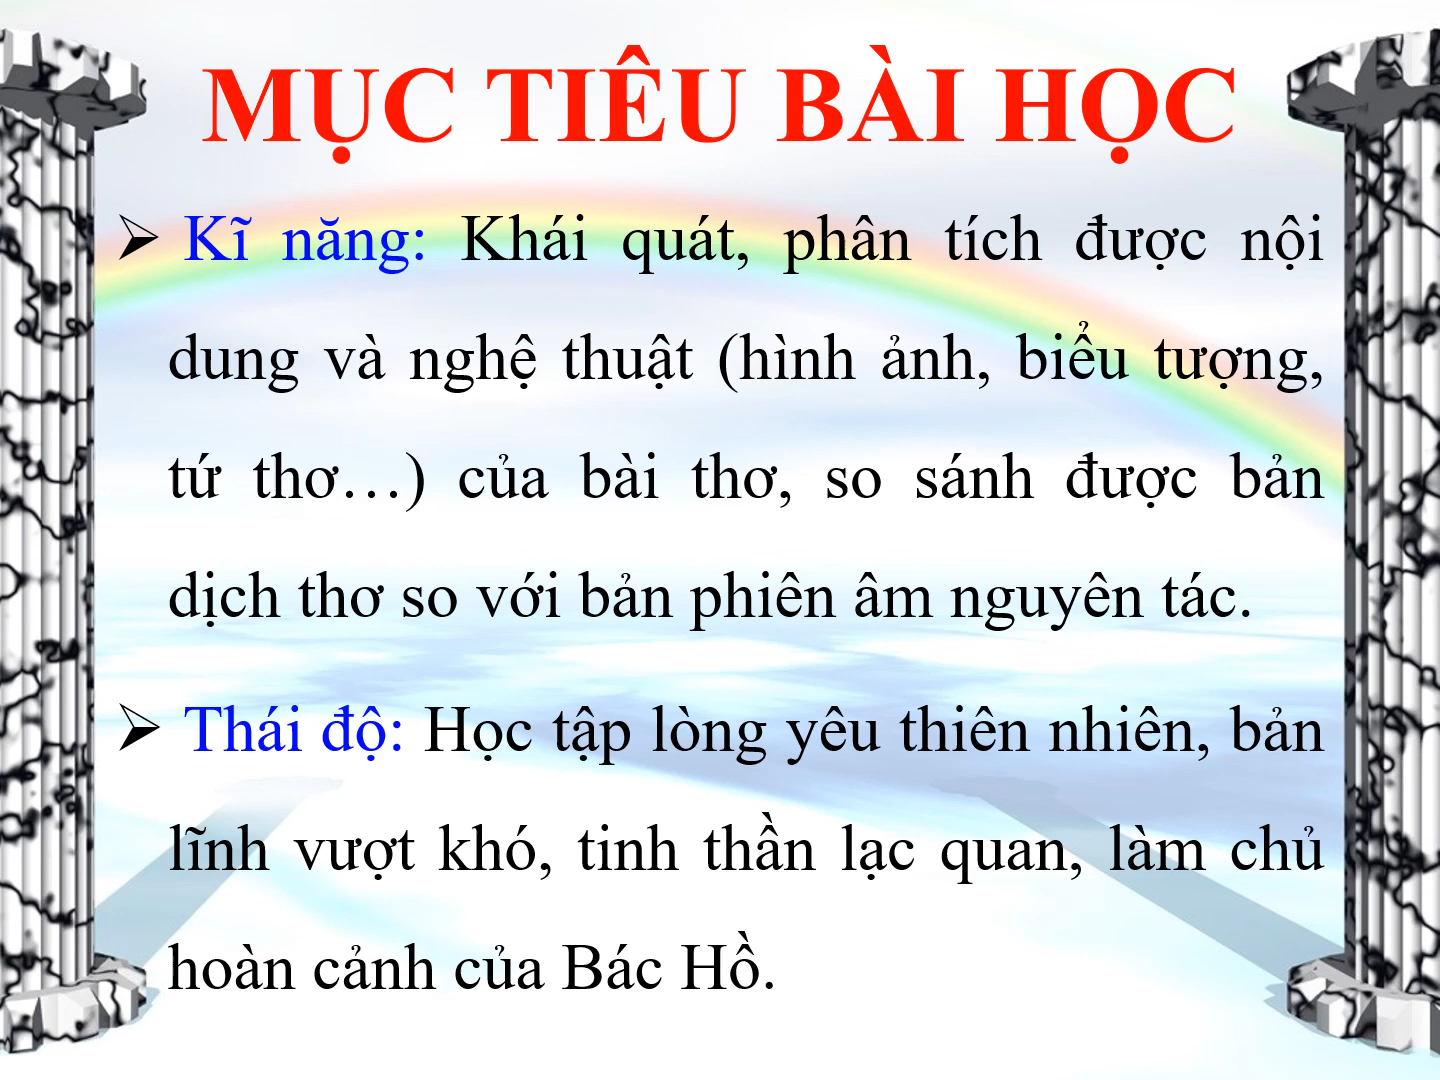 MỤC TIÊU BÀI HỌC
➢ Kĩ năng: Khái quát, phân tích được nội
dung và nghệ thuật (hình ảnh, biểu tượng,
tứ thơ…) của bài thơ, so sánh được bản
dịch thơ so với bản phiên âm nguyên tác.
➢ Thái độ: Học tập lòng yêu thiên nhiên, bản
lĩnh vượt khó, tinh thần lạc quan, làm chủ
hoàn cảnh của Bác Hồ.